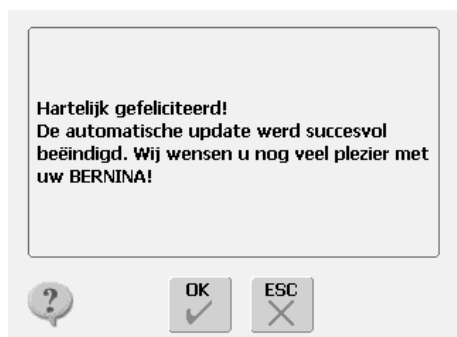 Hartelijk gefeliciteerd!
De automatische update werd succesvol
beëindigd. Wij wensen u nog veel plezier met
uw BERNINA!
?
OK
ESC